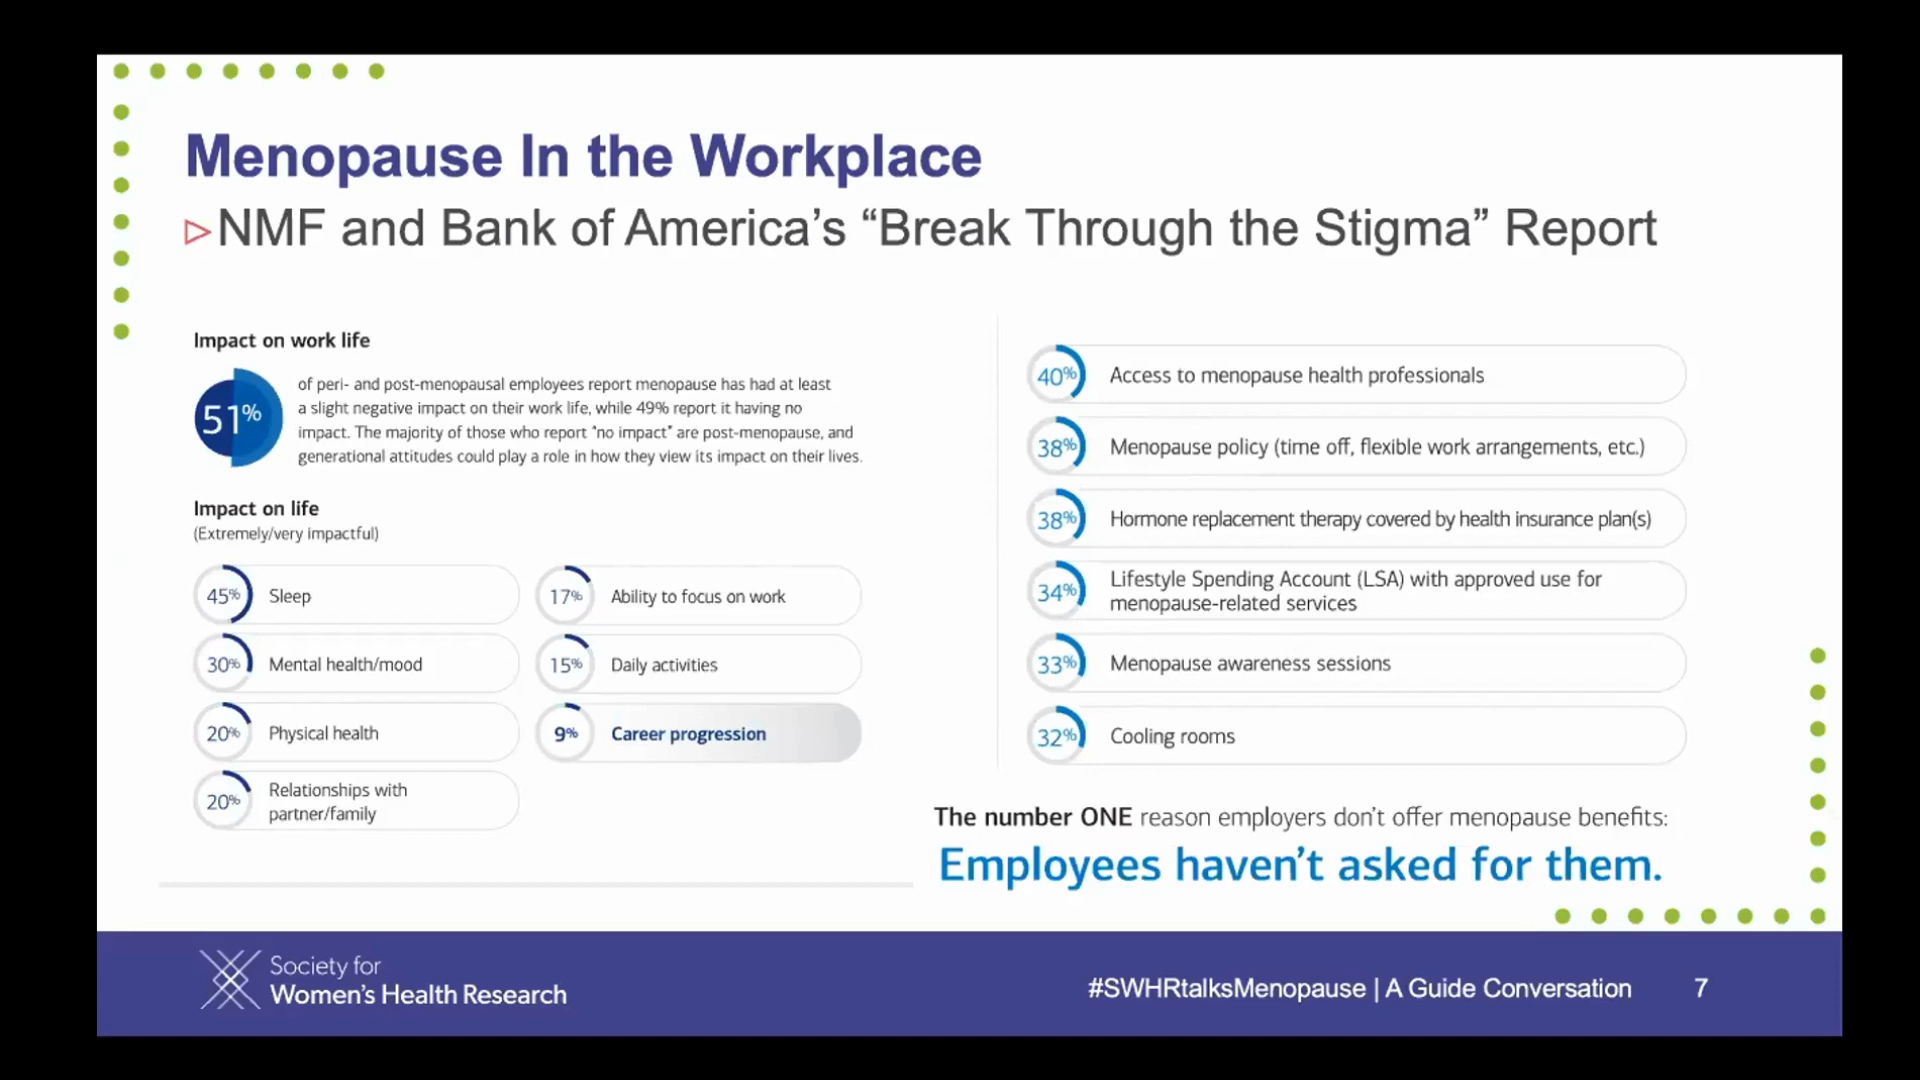 Menopause In the Workplace
NMF and Bank of America’s “Break Through the Stigma” Report
Impact on work life
51%
of peri- and post-menopausal employees report menopause has had at least
a slight negative impact on their work life, while 49% report it having no
impact. The majority of those who report "no impact" are post-menopause, and
generational attitudes could play a role in how they view its impact on their lives.
Impact on life
(Extremely/very impactful)
45% Sleep
30% Mental health/mood
20% Physical health
20% Relationships with
partner/family
17% Ability to focus on work
15% Daily activities
9% Career progression
40% Access to menopause health professionals
38% Menopause policy (time off, flexible work arrangements, etc.)
38% Hormone replacement therapy covered by health insurance plan(s)
34% Lifestyle Spending Account (LSA) with approved use for
menopause-related services
33% Menopause awareness sessions
32% Cooling rooms
The number ONE reason employers don’t offer menopause benefits:
Employees haven’t asked for them.
Society for
Women’s Health Research
#SWHRtalksMenopause | A Guide Conversation
7